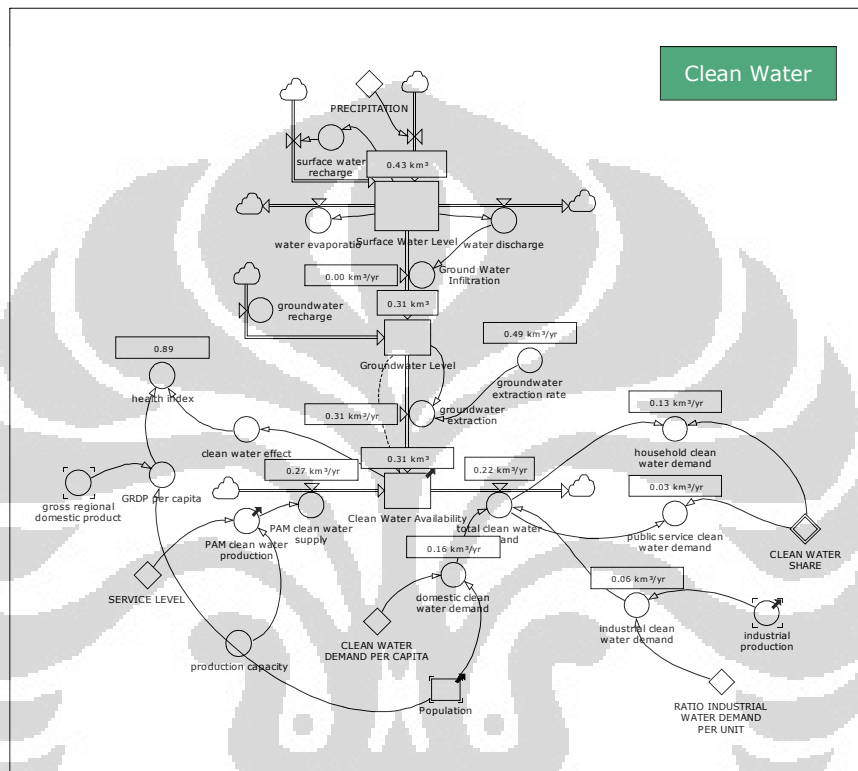 Clean Water
PRECIPITATION
surface water
recharge
0.43 km³
Surface Water Level
water evaporatio
water discharge
0.00 km³/yr
Ground Water
Infiltration
groundwater
recharge
0.31 km³
0.49 km³/yr
0.89
Groundwater Level
groundwater
extraction rate
health index
0.31 km³/yr
groundwater
extraction
0.13 km³/yr
clean water effect
household clean
water demand
0.31 km³
0.27 km³/yr
0.22 km³/yr
gross regional
domestic product
GRDP per capita
0.03 km³/yr
Clean Water Availability
PAM clean water
production
PAM clean water
supply
total clean water
and
public service clean
water demand
CLEAN WATER
SHARE
0.16 km³/yr
0.06 km³/yr
SERVICE LEVEL
domestic clean
water demand
industrial clean
water demand
industrial
production
CLEAN WATER
DEMAND PER CAPITA
production capacity
Population
RATIO INDUSTRIAL
WATER DEMAND
PER UNIT